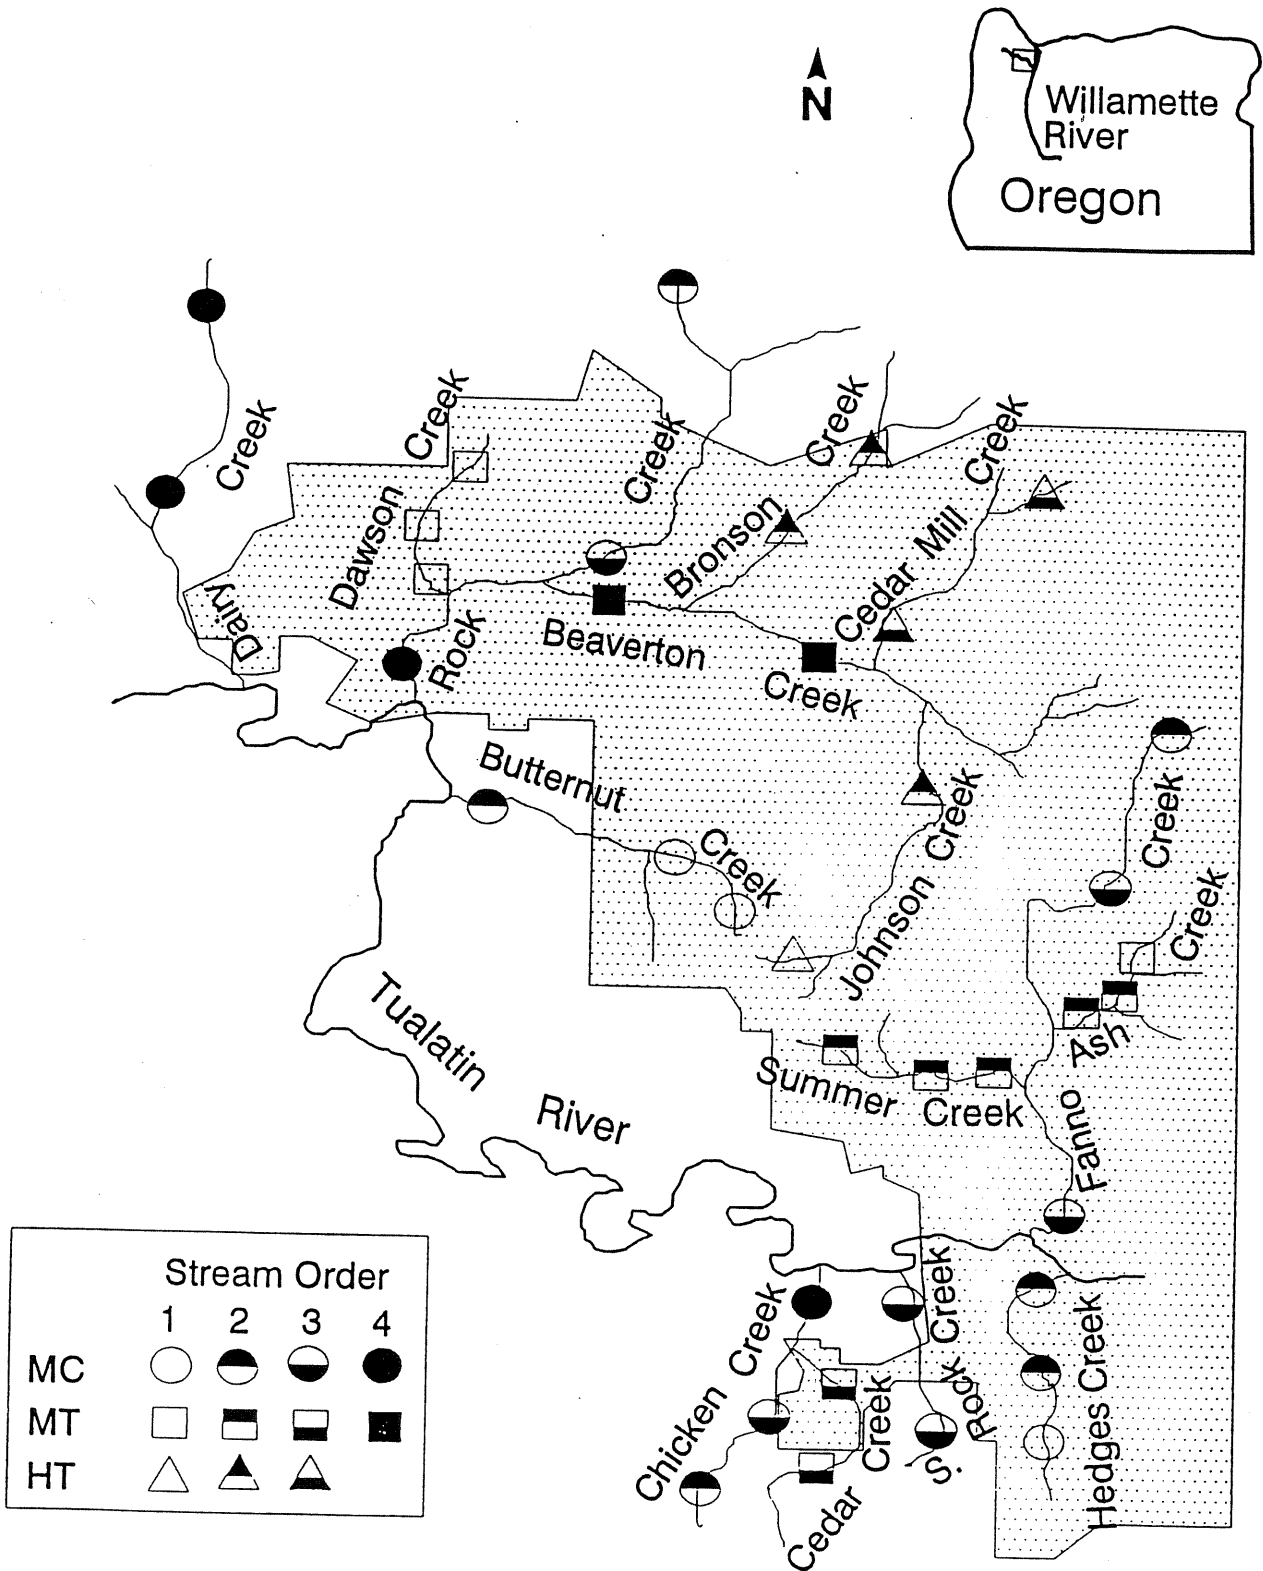 N
Willamette
River
Oregon
Creek
Dairy
Creek
Dawson
Creek
Rock
Creek
Bronson
Creek
Cedar Mill
Beaverton
Creek
Butternut
Creek
Johnson Creek
Creek
Creek
Ash
Summer
Creek
Fanno
Tualatin
River
Chicken Creek
Cedar
Creek
S. Rock Creek
Hedges Creek
Stream Order
1 2 3 4
MC
MT
HT